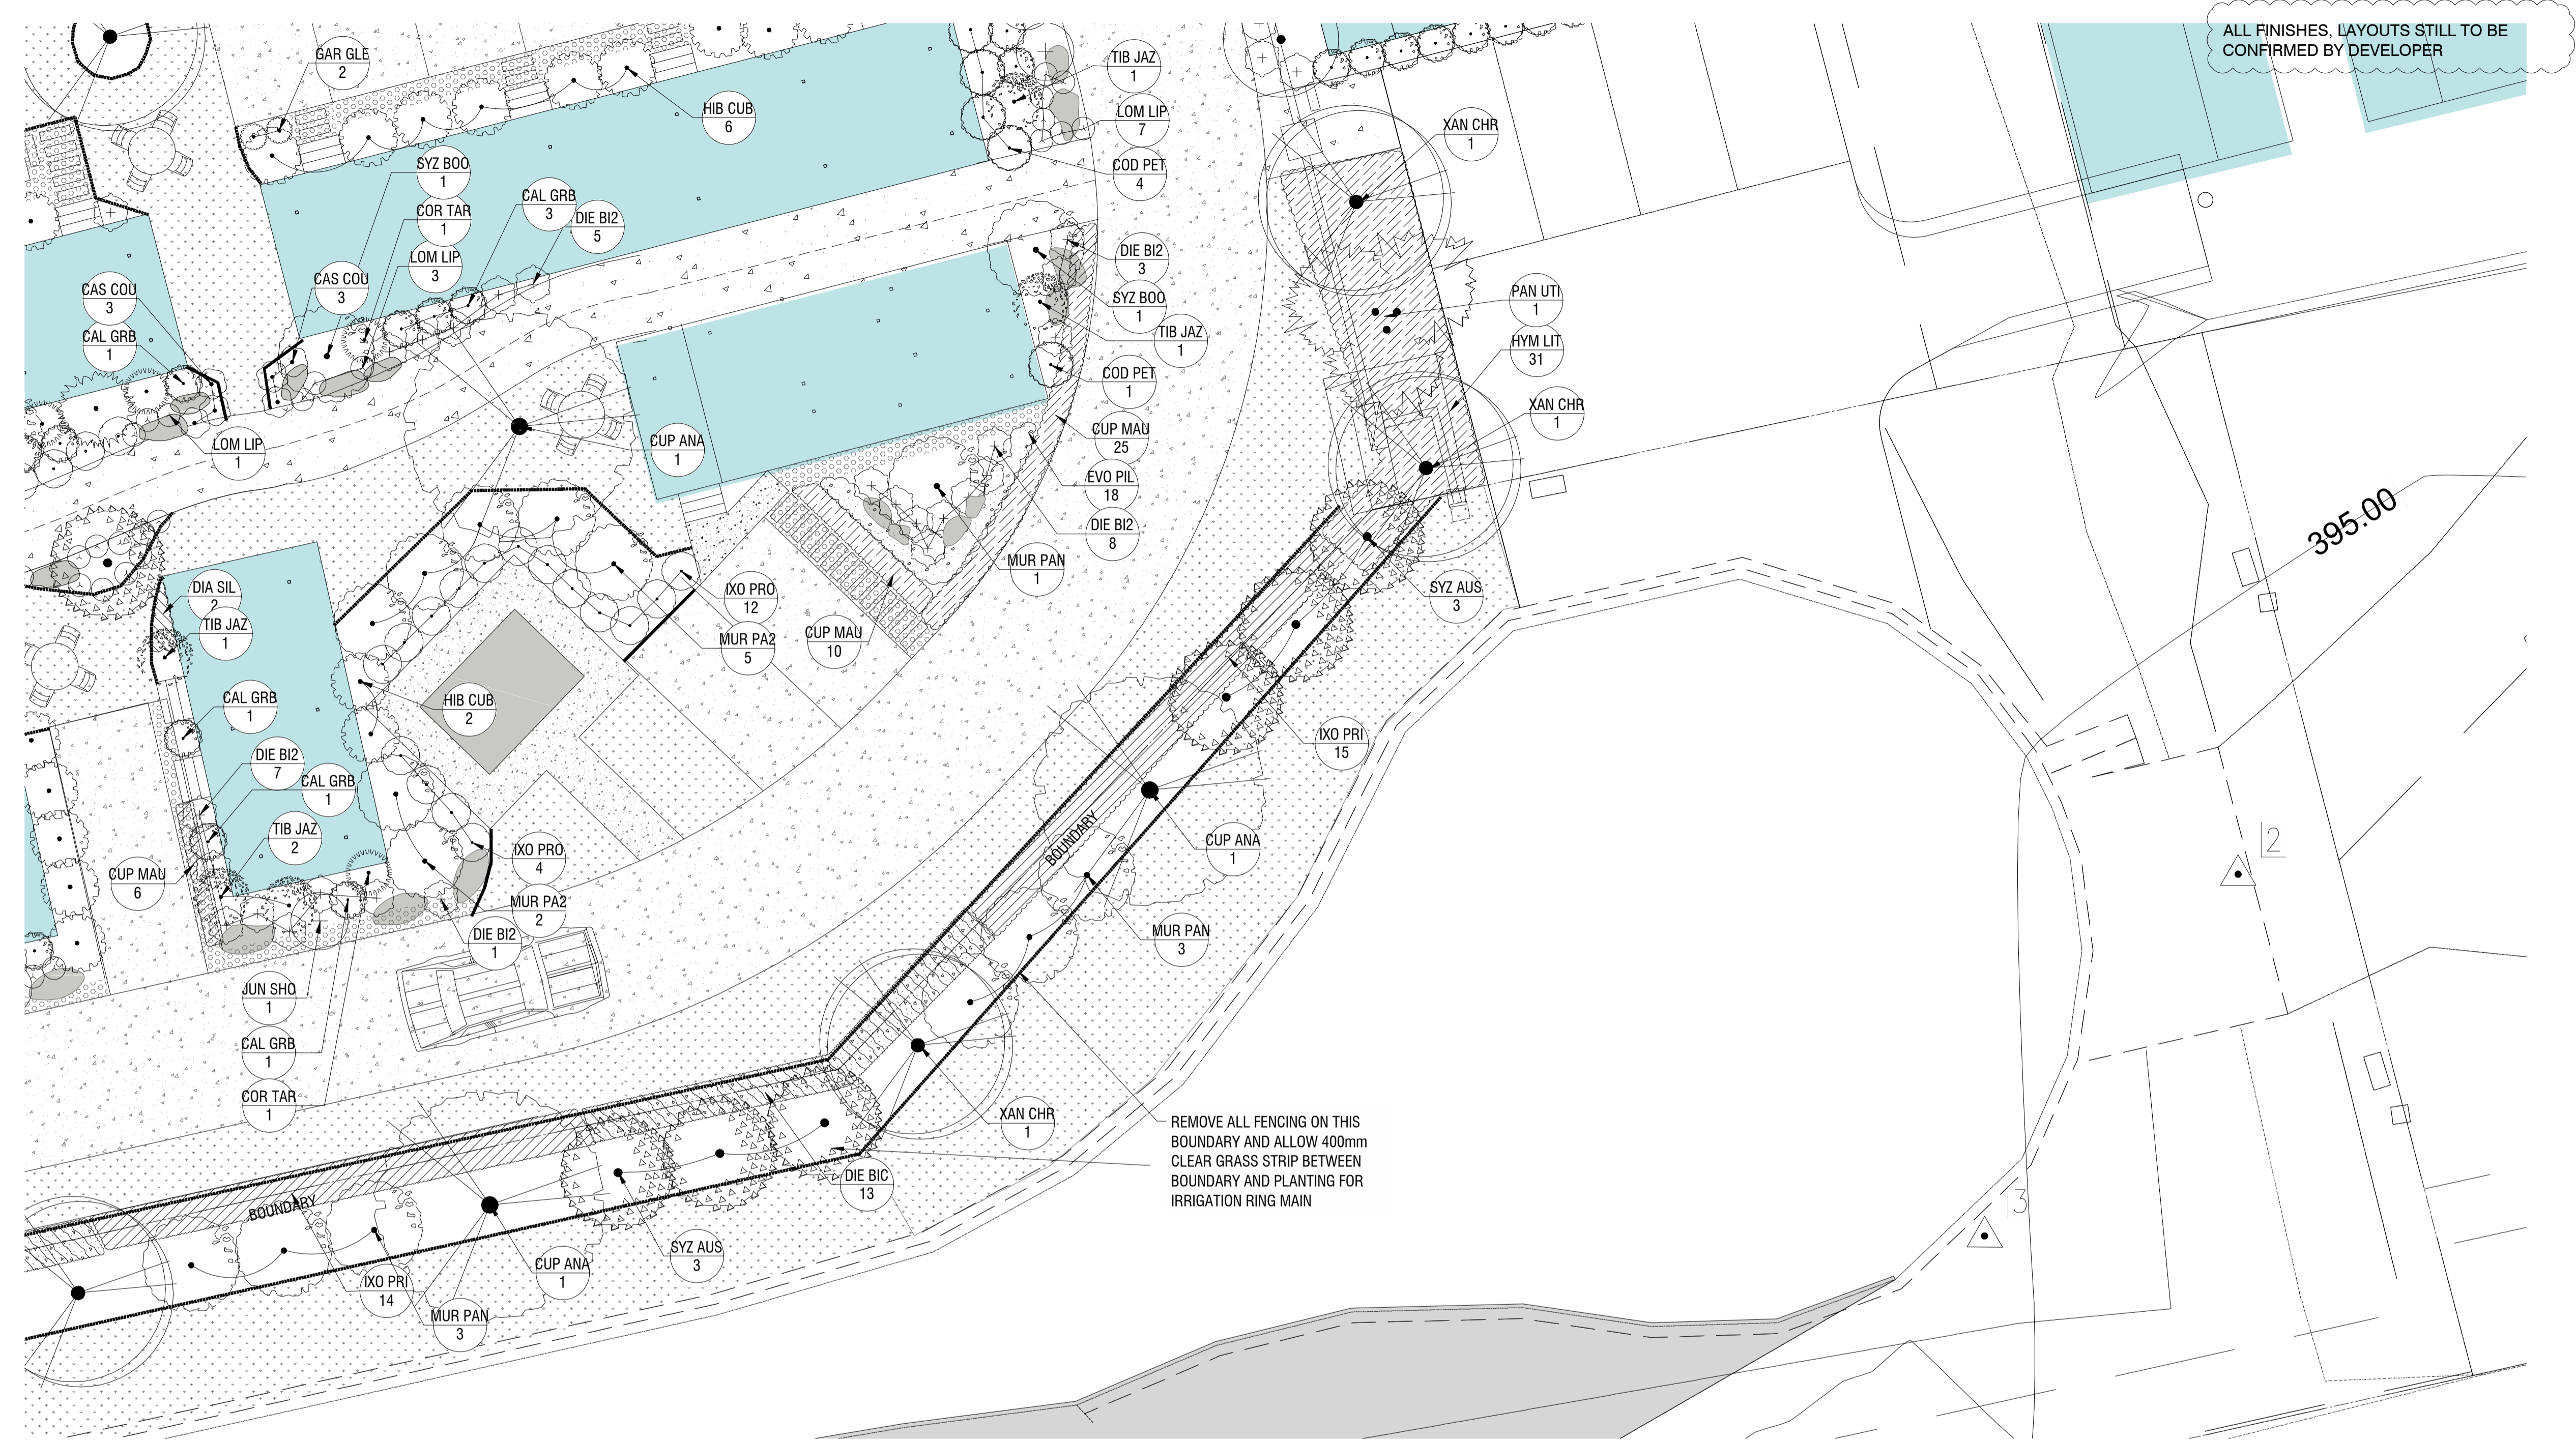 ALL FINISHES, LAYOUTS STILL TO BE
CONFIRMED BY DEVELOPER
GAR GLE
2
HIB CUB
6
TIB JAZ
1
LOM LIP
7
COD PET
4
XAN CHR
1
SYZ BOO
1
COR TAR
1
LOM LIP
3
CAL GRB
3
DIE BI2
5
CAS COU
3
CAS COU
3
CAL GRB
1
LOM LIP
1
DIE BI2
3
SYZ BOO
1
TIB JAZ
1
COD PET
1
CUP MAU
25
EVO PIL
18
DIE BI2
8
MUR PAN
1
CUP ANA
1
PAN UTI
1
HYM LIT
31
XAN CHR
1
SYZ AUS
3
395.00
DIA SIL
2
TIB JAZ
1
IXO PRO
12
MUR PA2
5
CUP MAU
10
HIB CUB
2
CAL GRB
1
DIE BI2
7
CAL GRB
1
TIB JAZ
2
CUP MAU
6
IXO PRO
4
MUR PA2
2
DIE BI2
1
JUN SHO
1
CAL GRB
1
COR TAR
1
IXO PRI
15
BOUNDARY
CUP ANA
1
MUR PAN
3
12
XAN CHR
1
REMOVE ALL FENCING ON THIS
BOUNDARY AND ALLOW 400mm
CLEAR GRASS STRIP BETWEEN
BOUNDARY AND PLANTING FOR
IRRIGATION RING MAIN
DIE BIC
13
13
BOUNDARY
SYZ AUS
3
CUP ANA
1
IXO PRI
14
MUR PAN
3